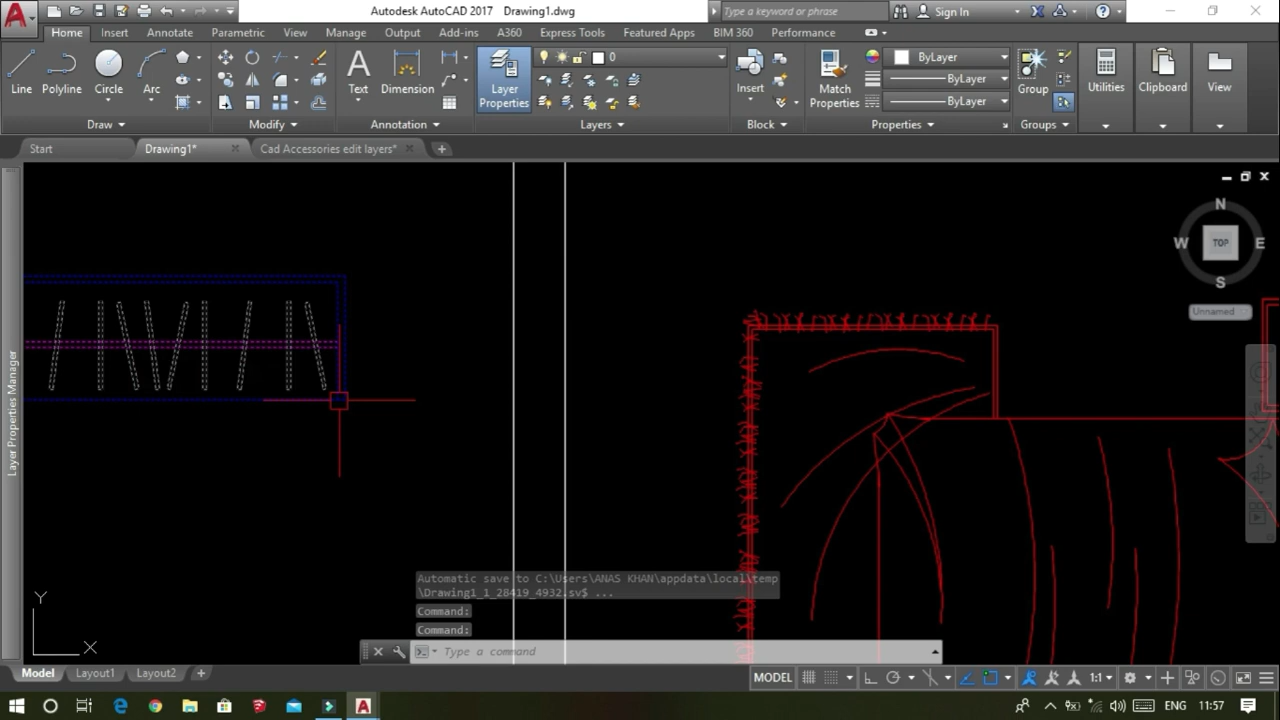 Autodesk AutoCAD 2017 Drawing1.dwg
Type a keyword or phrase
Sign In
Home Insert Annotate Parametric View Manage Output Add-ins A360 Express Tools Featured Apps BIM 360 Performance
Line Polyline Circle Arc
Text Dimension
Layer Properties
0
Insert
Match Properties
ByLayer
ByLayer
ByLayer
Group
Utilities
Clipboard
View
Draw Modify Annotation Layers Block Properties Groups
Start Drawing1* Cad Accessories edit layers*
N
W TOP E
S
Unnamed
Layer Properties Manager
Automatic save to C:\Users\ANAS KHAN\appdata\local\temp
\Drawing1_1_28419_4932.sv$ ...
Command:
Command:
Type a command
Y
X
Model Layout1 Layout2
MODEL 1:1
ENG 11:57